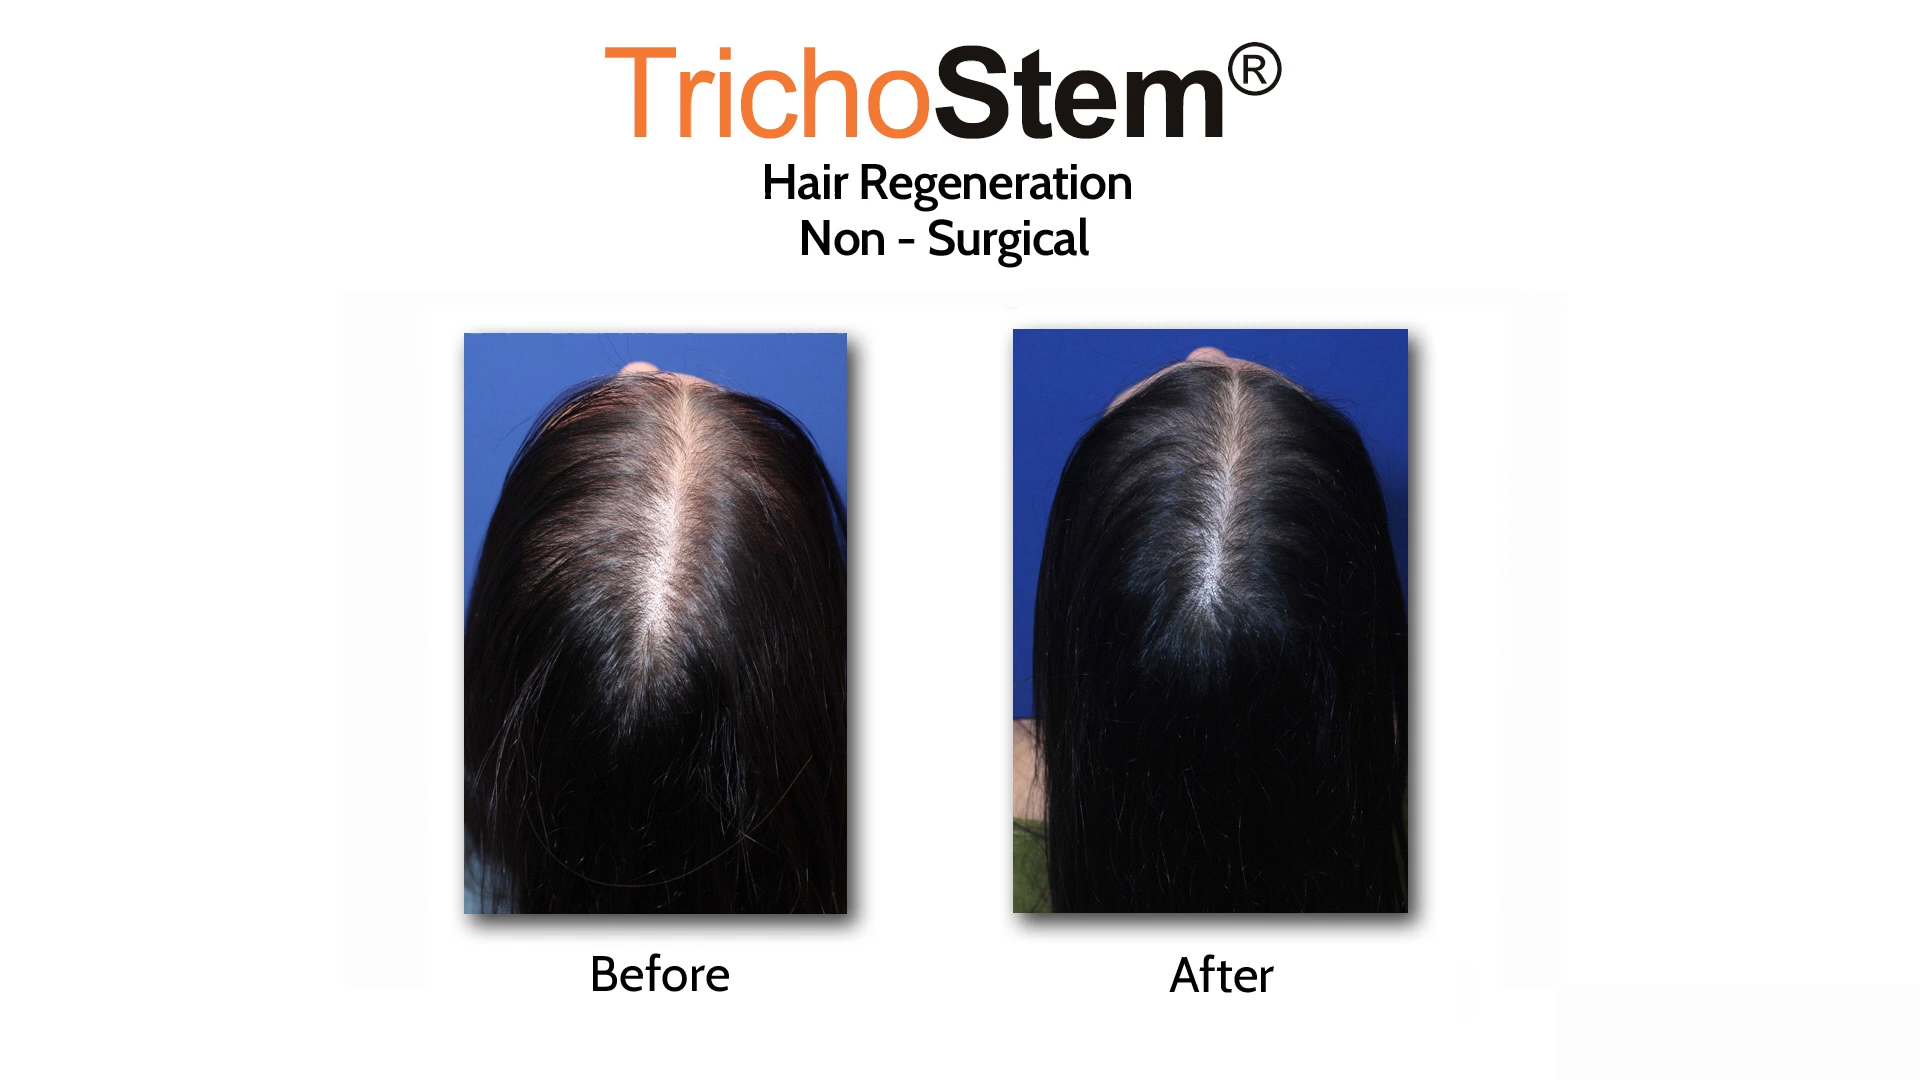 TrichoStem®
Hair Regeneration
Non - Surgical
Before
After